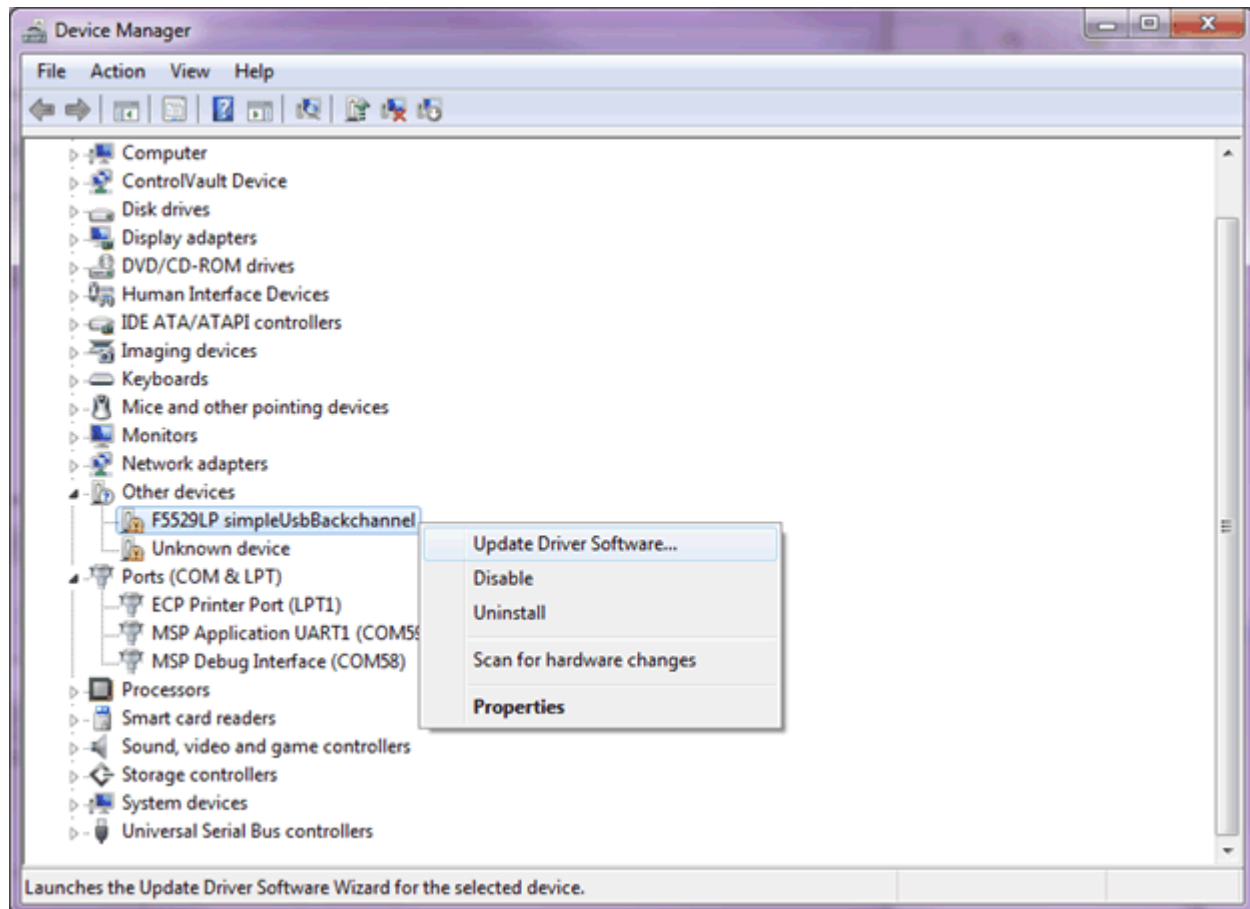 Device Manager
File Action View Help
Computer
ControlVault Device
Disk drives
Display adapters
DVD/CD-ROM drives
Human Interface Devices
IDE ATA/ATAPI controllers
Imaging devices
Keyboards
Mice and other pointing devices
Monitors
Network adapters
Other devices
F5529LP simpleUsbBackchannel
Unknown device
Ports (COM & LPT)
ECP Printer Port (LPT1)
MSP Application UART1 (COM59
MSP Debug Interface (COM58)
Processors
Smart card readers
Sound, video and game controllers
Storage controllers
System devices
Universal Serial Bus controllers
Update Driver Software...
Disable
Uninstall
Scan for hardware changes
Properties
Launches the Update Driver Software Wizard for the selected device.